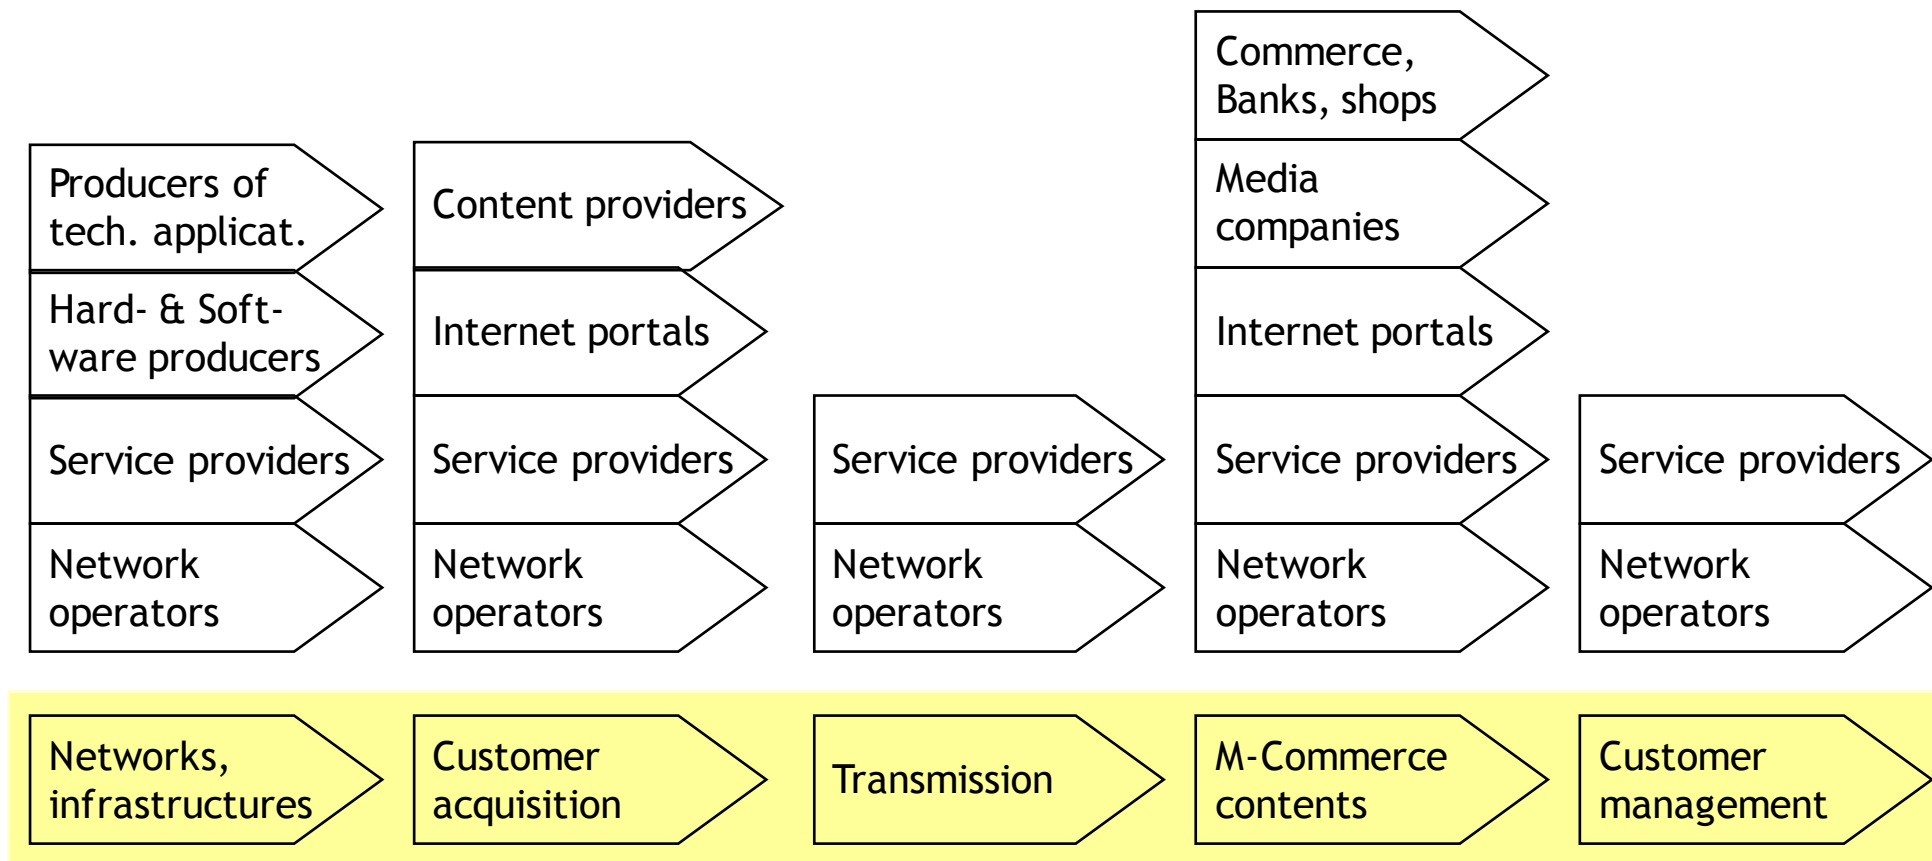 Producers of
tech. applicat.
Hard- & Soft-
ware producers
Service providers
Network
operators
Content providers
Internet portals
Service providers
Network
operators
Service providers
Network
operators
Commerce,
Banks, shops
Media
companies
Internet portals
Service providers
Network
operators
Service providers
Network
operators
Networks,
infrastructures
Customer
acquisition
Transmission
M-Commerce
contents
Customer
management